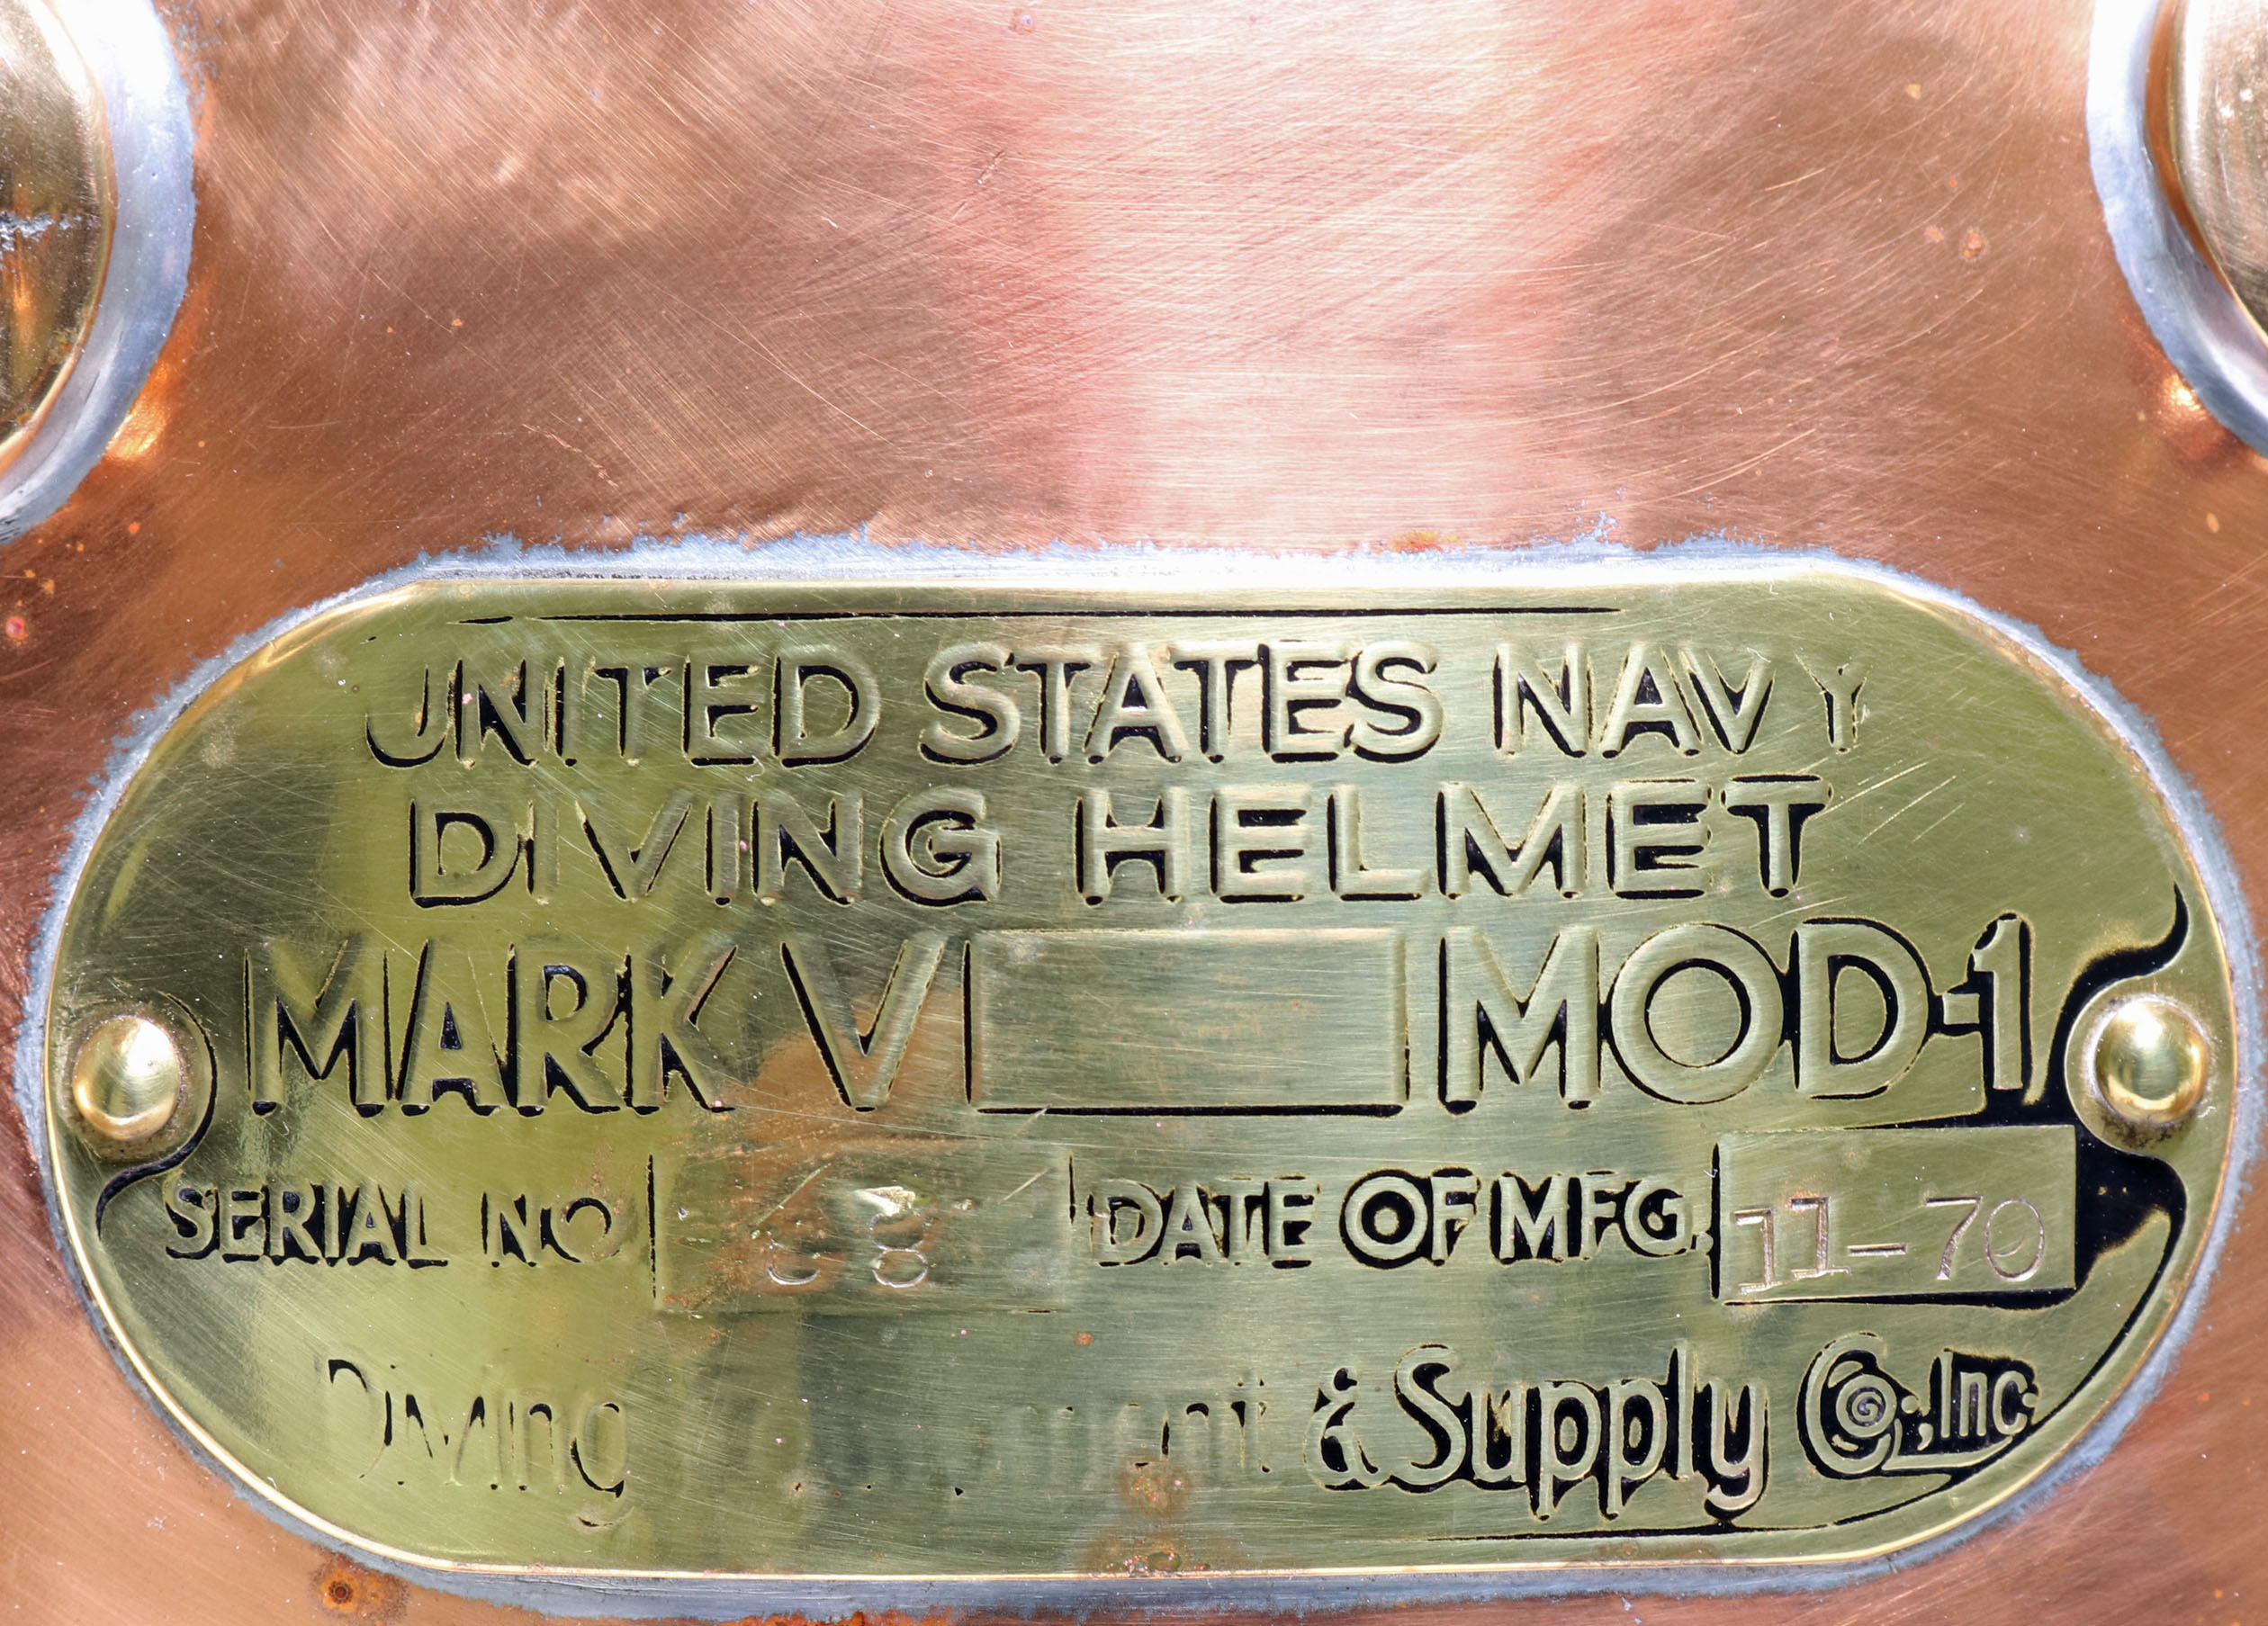 UNITED STATES NAVY
DIVING HELMET
MARK V MOD-1
SERIAL NO DATE OF MFG. 11-70
Diving & Supply Co., Inc